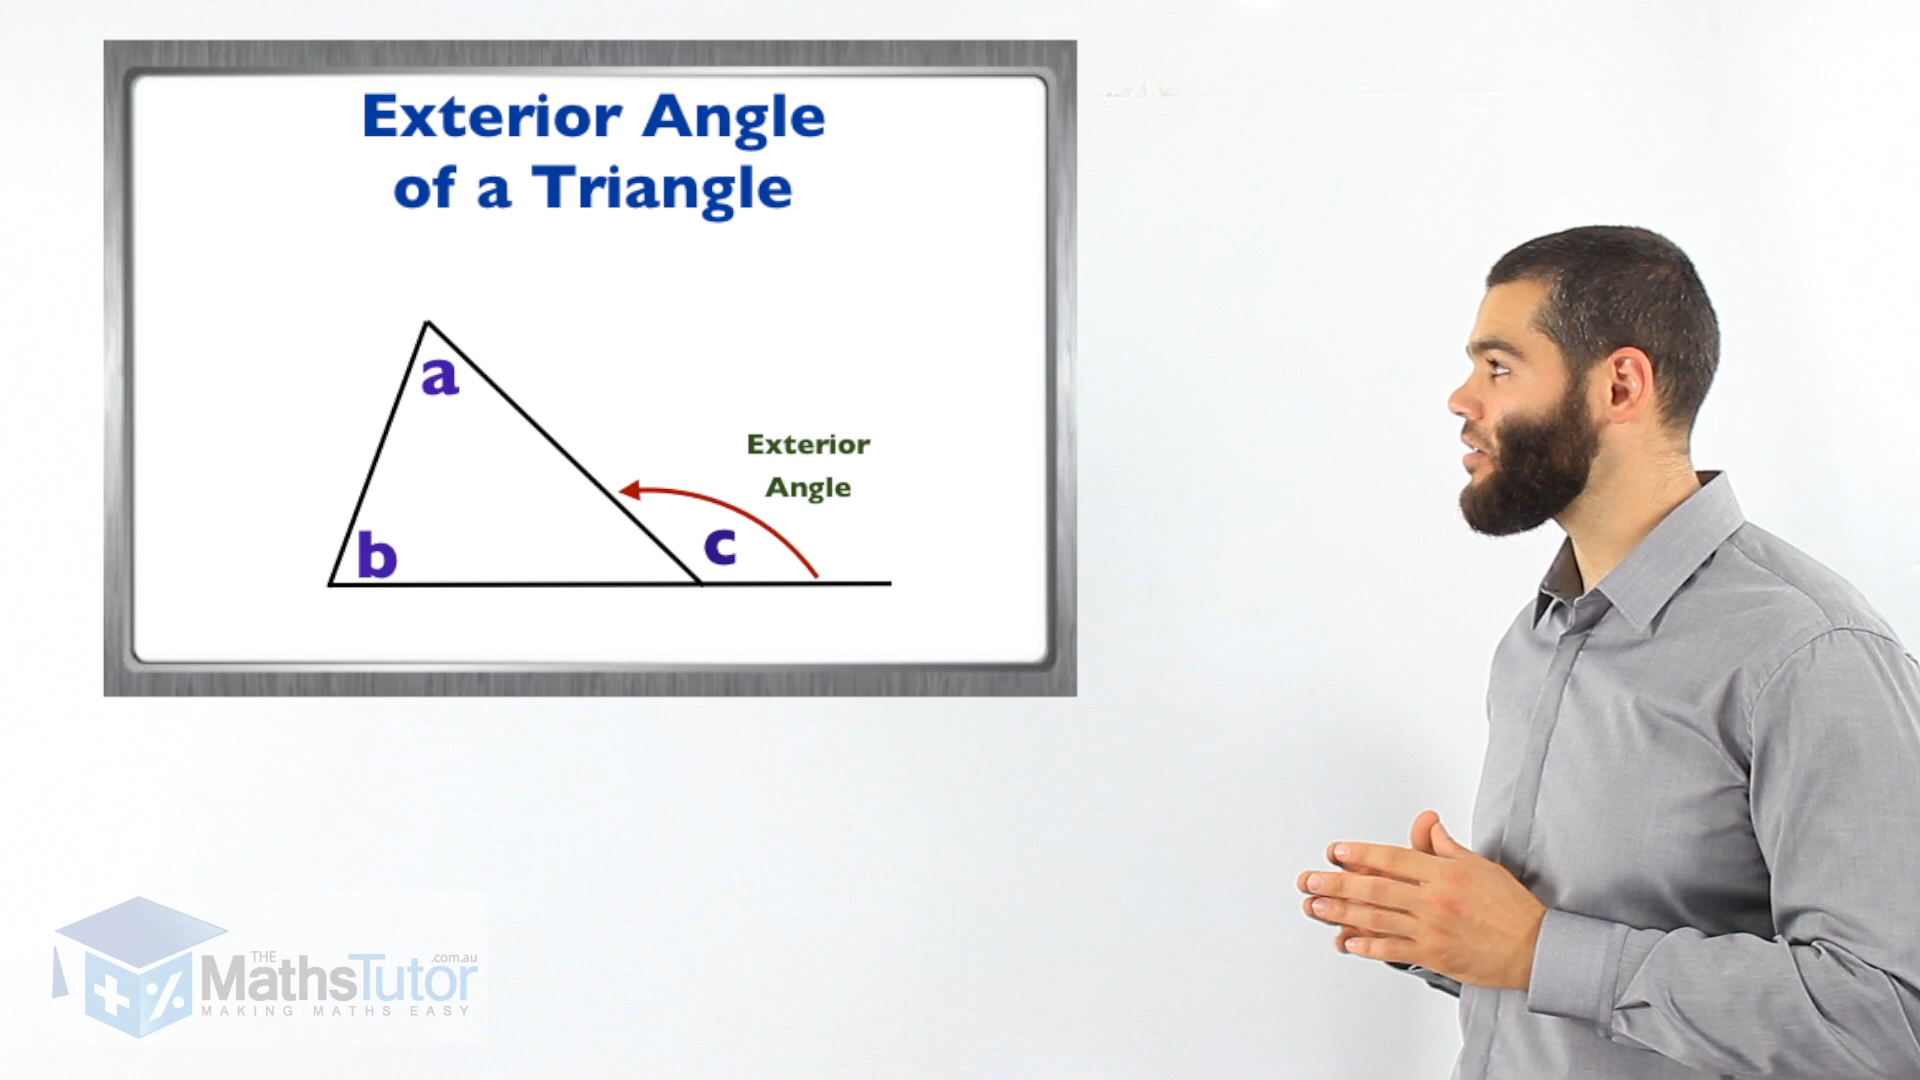 Exterior Angle
of a Triangle
a
Exterior
Angle
b
c
THE
MathsTutor
.com.au
MAKING MATHS EASY